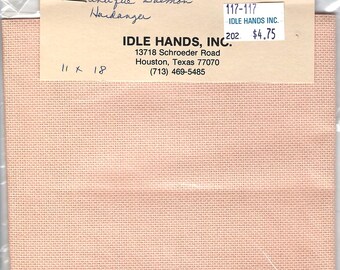 Antique Salmon
Hardanger
11 x 18
IDLE HANDS, INC.
13718 Schroeder Road
Houston, Texas 77070
(713) 469-5485
117-117
IDLE HANDS INC.
202 $4.75